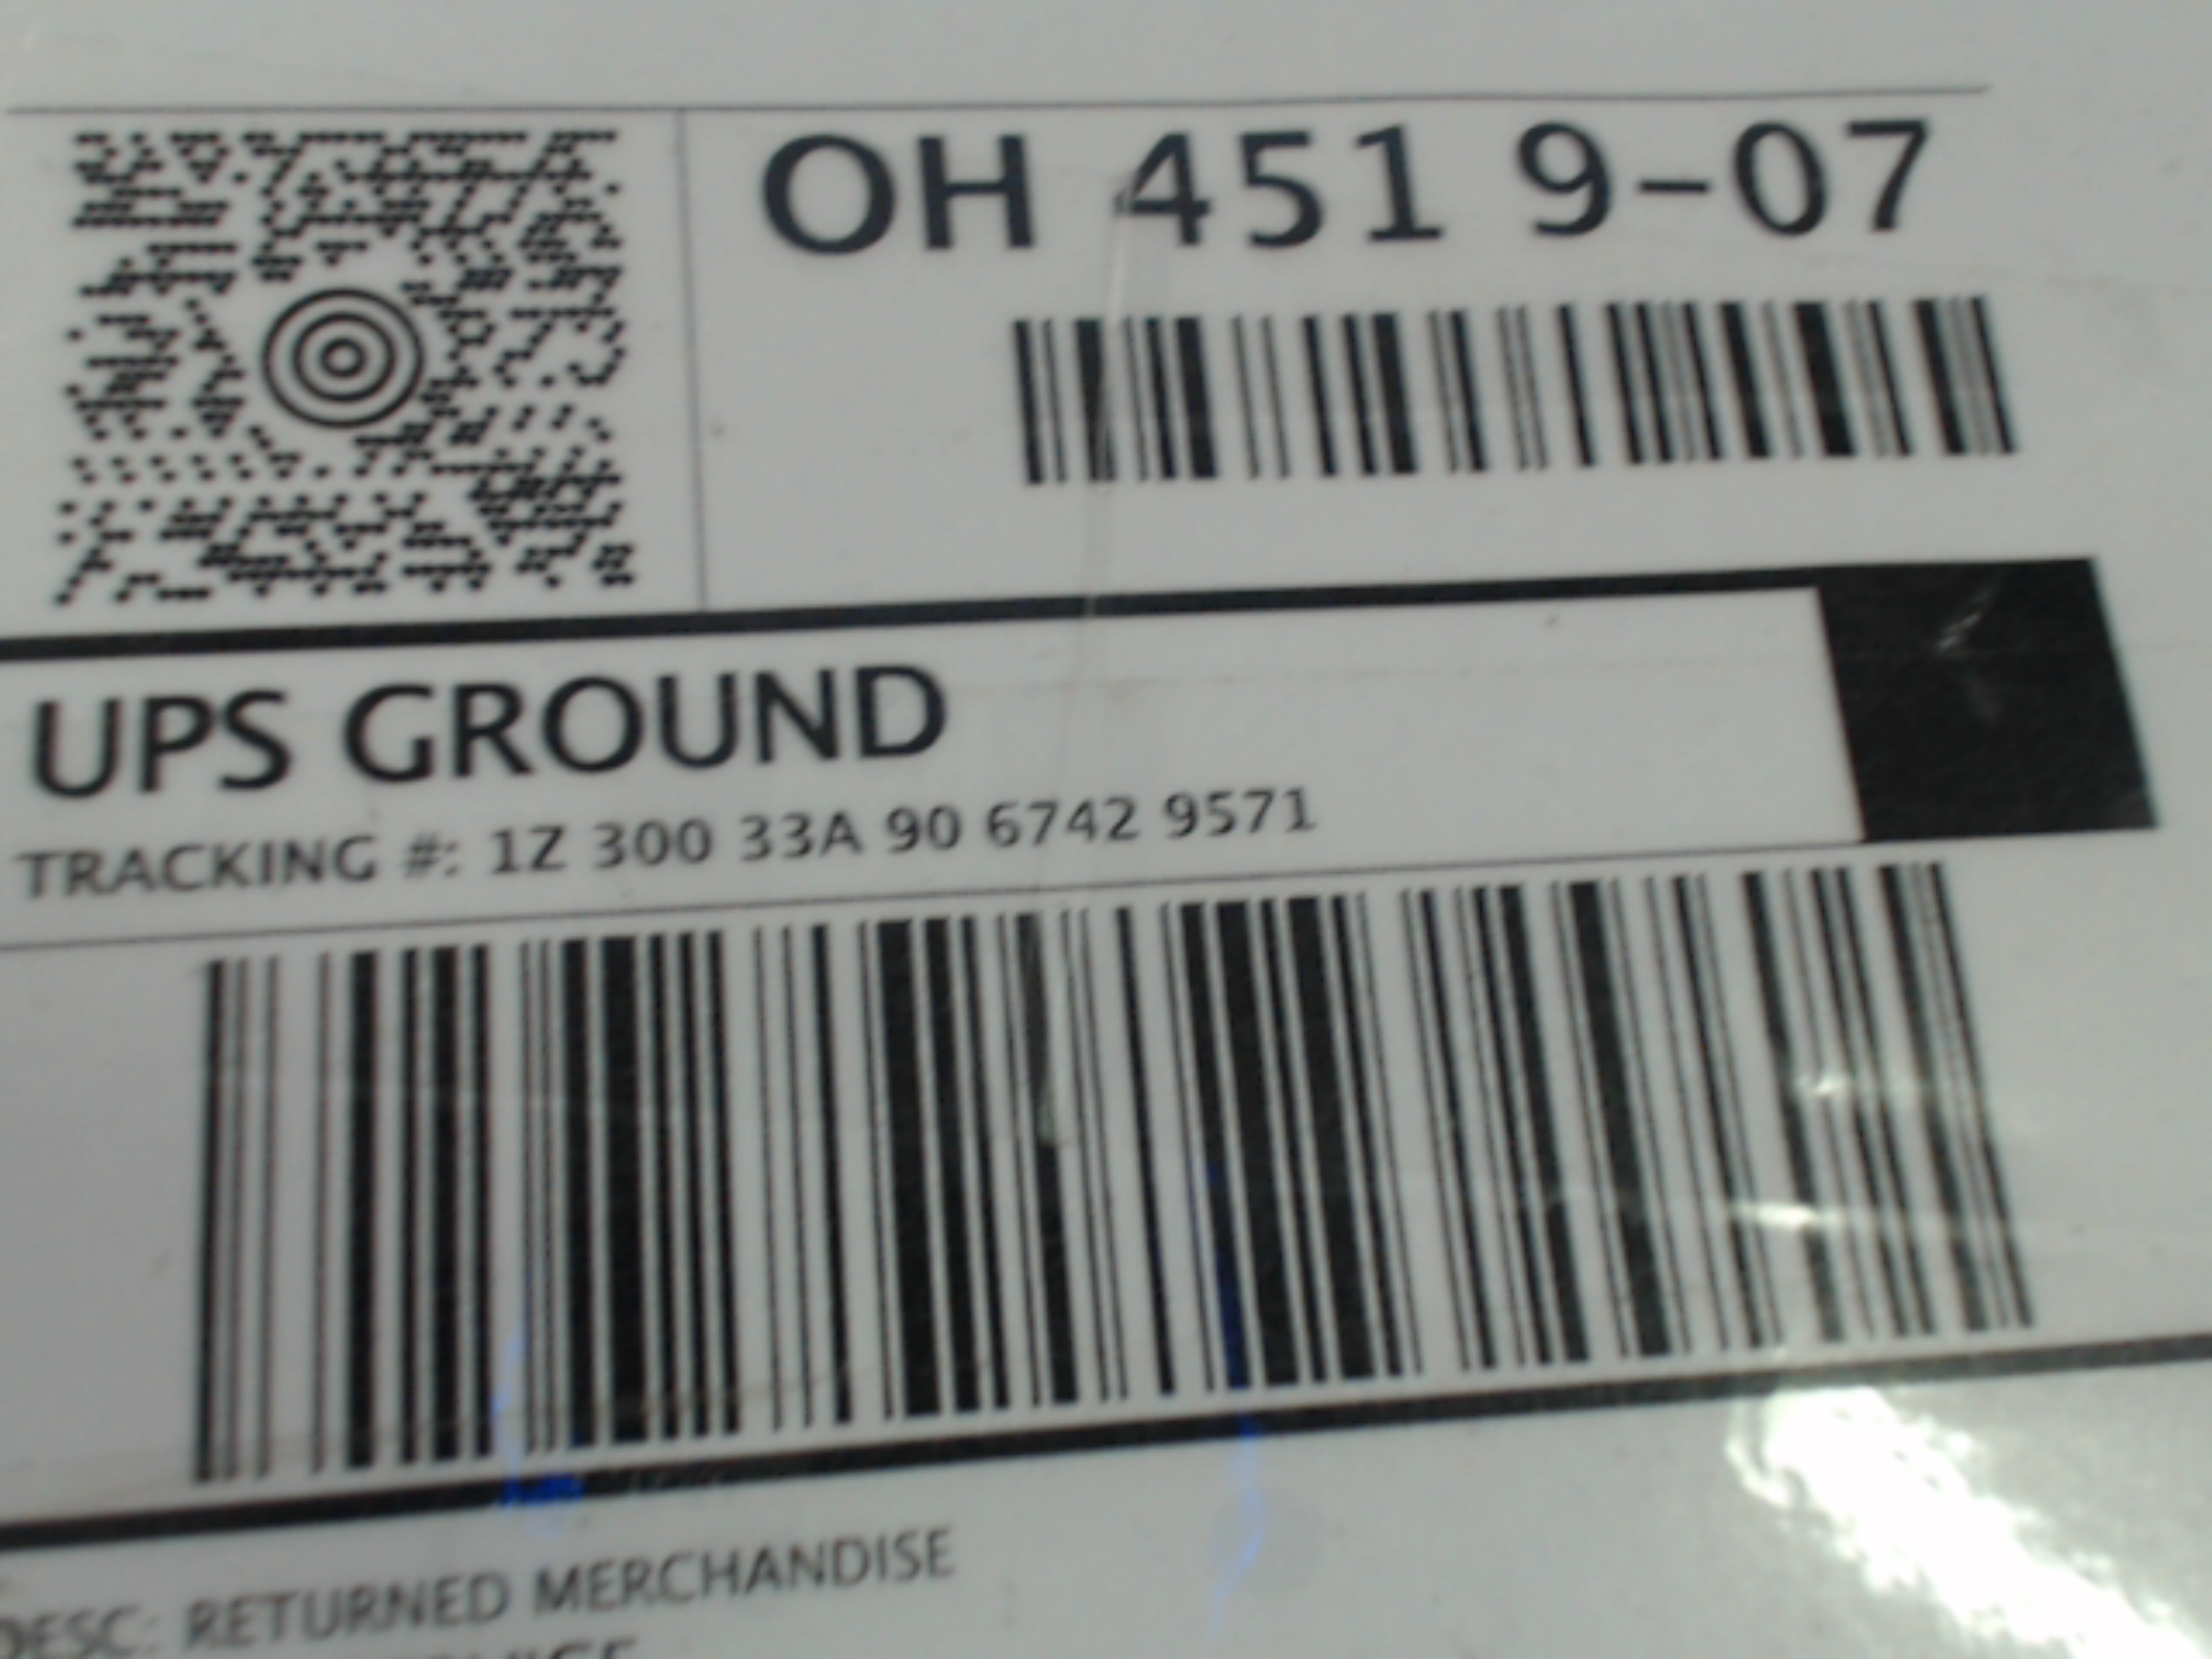 OH 451 9-07
UPS GROUND
TRACKING #: 1Z 300 33A 90 6742 9571
DESC: RETURNED MERCHANDISE